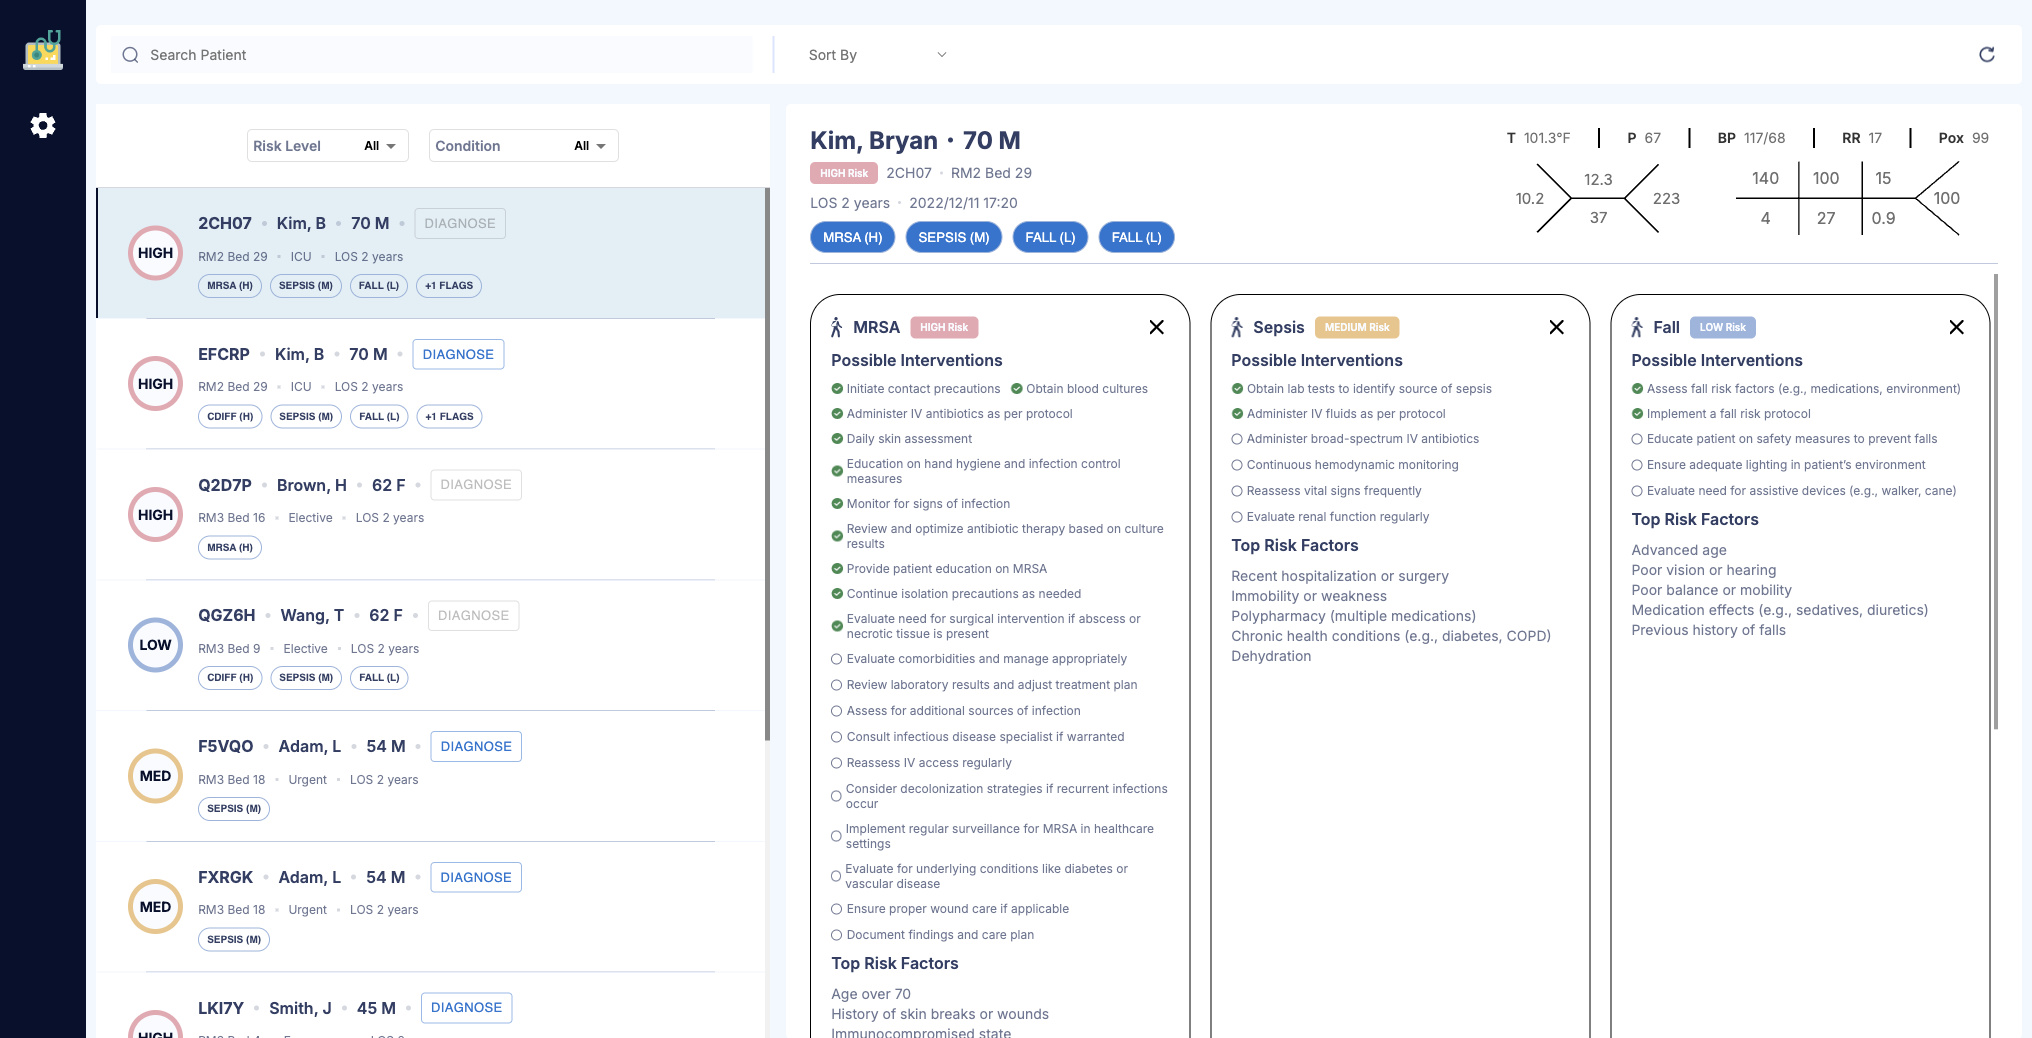 Search Patient
Sort By
Risk Level All
Condition All
HIGH
2CH07 • Kim, B • 70 M • DIAGNOSE
RM2 Bed 29 • ICU • LOS 2 years
MRSA (H) SEPSIS (M) FALL (L) +1 FLAGS
HIGH
EFCRP • Kim, B • 70 M • DIAGNOSE
RM2 Bed 29 • ICU • LOS 2 years
CDIFF (H) SEPSIS (M) FALL (L) +1 FLAGS
HIGH
Q2D7P • Brown, H • 62 F • DIAGNOSE
RM3 Bed 16 • Elective • LOS 2 years
MRSA (H)
LOW
QGZ6H • Wang, T • 62 F • DIAGNOSE
RM3 Bed 9 • Elective • LOS 2 years
CDIFF (H) SEPSIS (M) FALL (L)
MED
F5VQO • Adam, L • 54 M • DIAGNOSE
RM3 Bed 18 • Urgent • LOS 2 years
SEPSIS (M)
MED
FXRGK • Adam, L • 54 M • DIAGNOSE
RM3 Bed 18 • Urgent • LOS 2 years
SEPSIS (M)
HIGH
LKI7Y • Smith, J • 45 M • DIAGNOSE
Kim, Bryan • 70 M
HIGH Risk 2CH07 • RM2 Bed 29
LOS 2 years • 2022/12/11 17:20
MRSA (H) SEPSIS (M) FALL (L) FALL (L)
T 101.3°F P 67 BP 117/68 RR 17 Pox 99
10.2 12.3 37 223
140 100 15 100
4 27 0.9
MRSA HIGH Risk
Possible Interventions
Initiate contact precautions Obtain blood cultures
Administer IV antibiotics as per protocol
Daily skin assessment
Education on hand hygiene and infection control
measures
Monitor for signs of infection
Review and optimize antibiotic therapy based on culture
results
Provide patient education on MRSA
Continue isolation precautions as needed
Evaluate need for surgical intervention if abscess or
necrotic tissue is present
Evaluate comorbidities and manage appropriately
Review laboratory results and adjust treatment plan
Assess for additional sources of infection
Consult infectious disease specialist if warranted
Reassess IV access regularly
Consider decolonization strategies if recurrent infections
occur
Implement regular surveillance for MRSA in healthcare
settings
Evaluate for underlying conditions like diabetes or
vascular disease
Ensure proper wound care if applicable
Document findings and care plan
Top Risk Factors
Age over 70
History of skin breaks or wounds
Immunocompromised state
Sepsis MEDIUM Risk
Possible Interventions
Obtain lab tests to identify source of sepsis
Administer IV fluids as per protocol
Administer broad-spectrum IV antibiotics
Continuous hemodynamic monitoring
Reassess vital signs frequently
Evaluate renal function regularly
Top Risk Factors
Recent hospitalization or surgery
Immobility or weakness
Polypharmacy (multiple medications)
Chronic health conditions (e.g., diabetes, COPD)
Dehydration
Fall LOW Risk
Possible Interventions
Assess fall risk factors (e.g., medications, environment)
Implement a fall risk protocol
Educate patient on safety measures to prevent falls
Ensure adequate lighting in patient's environment
Evaluate need for assistive devices (e.g., walker, cane)
Top Risk Factors
Advanced age
Poor vision or hearing
Poor balance or mobility
Medication effects (e.g., sedatives, diuretics)
Previous history of falls